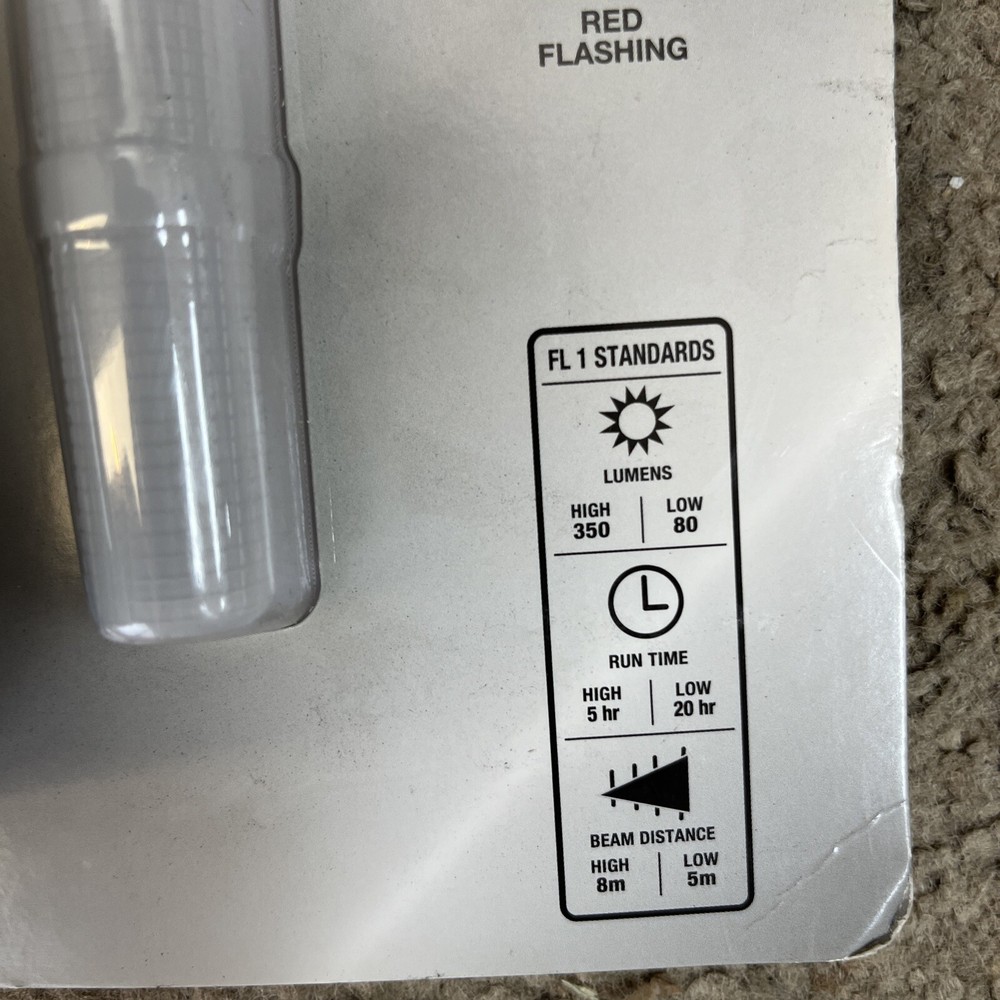 RED
FLASHING
FL 1 STANDARDS
LUMENS
HIGH LOW
350 80
RUN TIME
HIGH LOW
5 hr 20 hr
BEAM DISTANCE
HIGH LOW
8m 5m